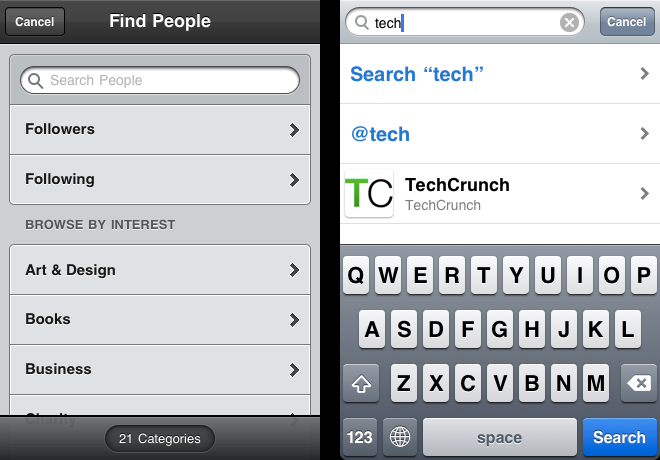 Cancel
Find People
Search People
Followers
Following
BROWSE BY INTEREST
Art & Design
Books
Business
Charity
21 Categories
tech
Cancel
Search “tech”
@tech
TC
TechCrunch
TechCrunch
Q W E R T Y U I O P
A S D F G H J K L
Z X C V B N M
123 space Search